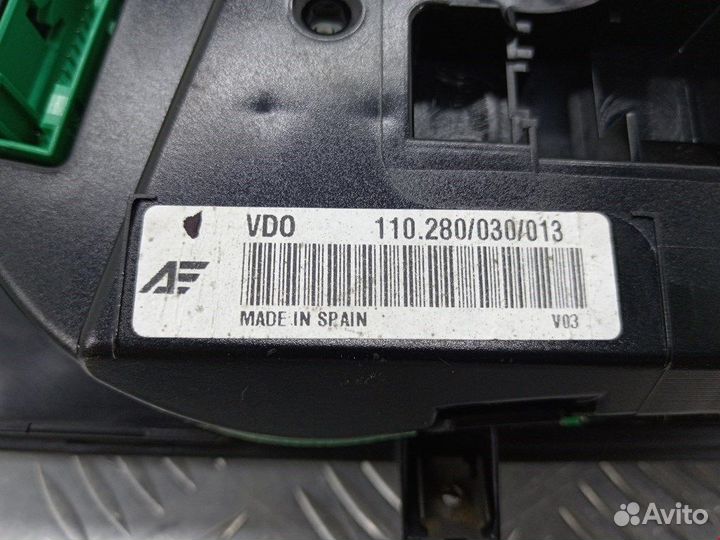 VDO 110.280/030/013
AE
MADE IN SPAIN V03
Avito